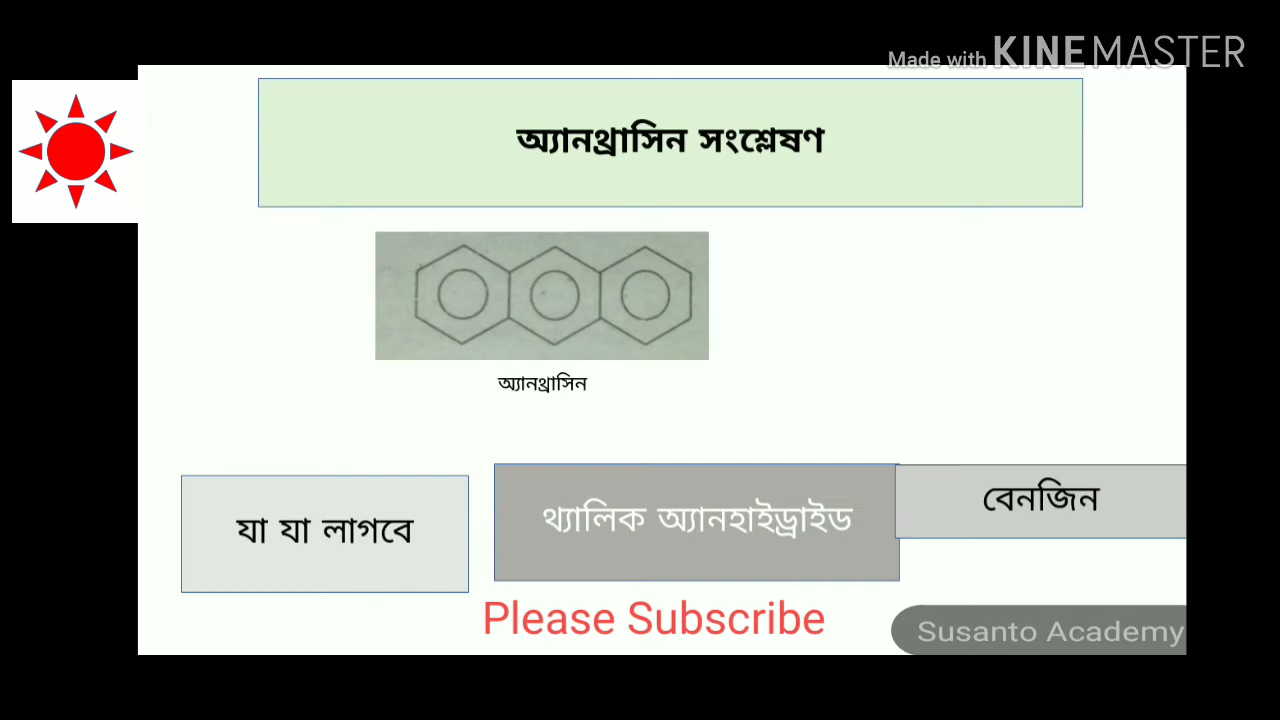 Made with KINEMASTER
অ্যানথ্রাসিন সংশ্লেষণ
অ্যানথ্রাসিন
যা যা লাগবে
থ্যালিক অ্যানহাইড্রাইড
বেনজিন
Please Subscribe
Susanto Academy